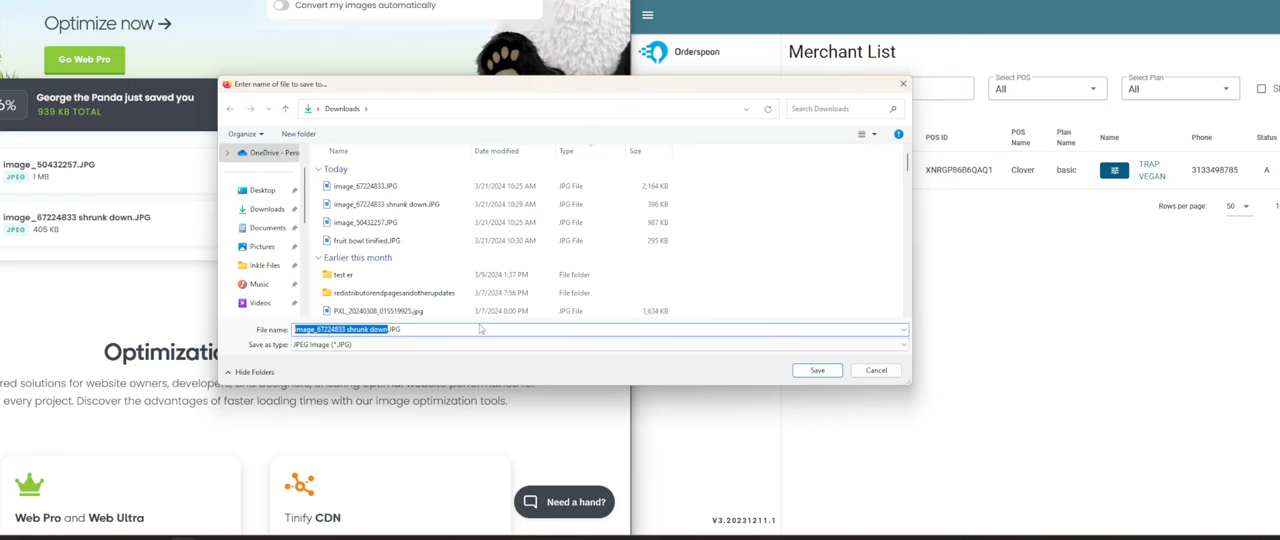 Optimize now →
Convert my images automatically
Go Web Pro
6%
George the Panda just saved you
939 KB TOTAL
image_50432257.JPG
JPEG 1 MB
image_67224833 shrunk down.JPG
JPEG 405 KB
Optimizatio
red solutions for website owners, developers, and designers, ensuring optimal website performance for
every project. Discover the advantages of faster loading times with our image optimization tools.
Web Pro and Web Ultra
Tinify CDN
Need a hand?
Enter name of file to save to...
Downloads
Search Downloads
Organize
New folder
OneDrive - Pers
Desktop
Downloads
Documents
Pictures
Inkle Files
Music
Videos
Name Date modified Type Size
Today
image_67224833.JPG 3/21/2024 10:25 AM JPG File 2,164 KB
image_67224833 shrunk down.JPG 3/21/2024 10:29 AM JPG File 396 KB
image_50432257.JPG 3/21/2024 10:25 AM JPG File 987 KB
fruit bowl tinified.JPG 3/21/2024 10:30 AM JPG File 295 KB
Earlier this month
test er 3/9/2024 1:37 PM File folder
redistributorendpagesandotherupdates 3/7/2024 7:56 PM File folder
PXL_20240308_015519925.jpg 3/7/2024 8:00 PM JPG File 1,634 KB
File name: image_67224833 shrunk down.JPG
Save as type: JPEG Image (*.JPG)
Hide Folders
Save
Cancel
Orderspoon
Merchant List
Select POS
All
Select Plan
All
POS ID
POS Name
Plan Name
Name
Phone
Status
XNRGP86B6QAQ1 Clover basic TRAP VEGAN 3133498785 A
Rows per page: 50
V3.20231211.1